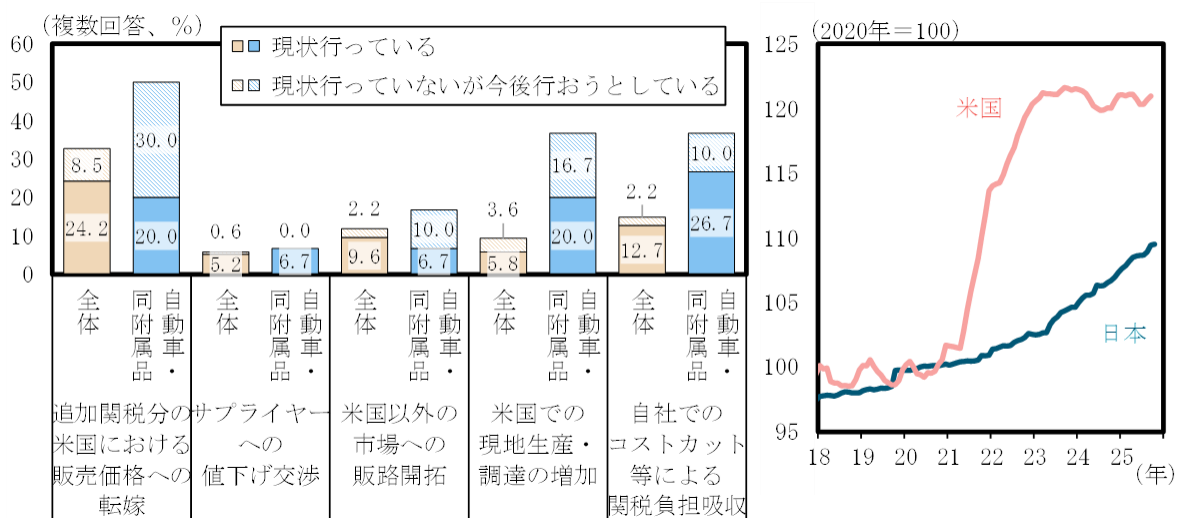 (複数回答、%)
現状行っている
現状行っていないが今後行おうとしている
60
50
40
30
20
10
0
8.5
24.2
30.0
20.0
0.6
5.2
0.0
6.7
2.2
9.6
10.0
6.7
3.6
5.8
16.7
20.0
2.2
12.7
10.0
26.7
全体
自動車・
同附属品
全体
自動車・
同附属品
全体
自動車・
同附属品
全体
自動車・
同附属品
全体
自動車・
同附属品
追加関税分の
米国における
販売価格への
転嫁
サプライヤー
への
値下げ交渉
米国以外の
市場への
販路開拓
米国での
現地生産・
調達の増加
自社での
コストカット
等による
関税負担吸収
(2020年=100)
125
120
115
110
105
100
95
米国
日本
18 19 20 21 22 23 24 25
(年)